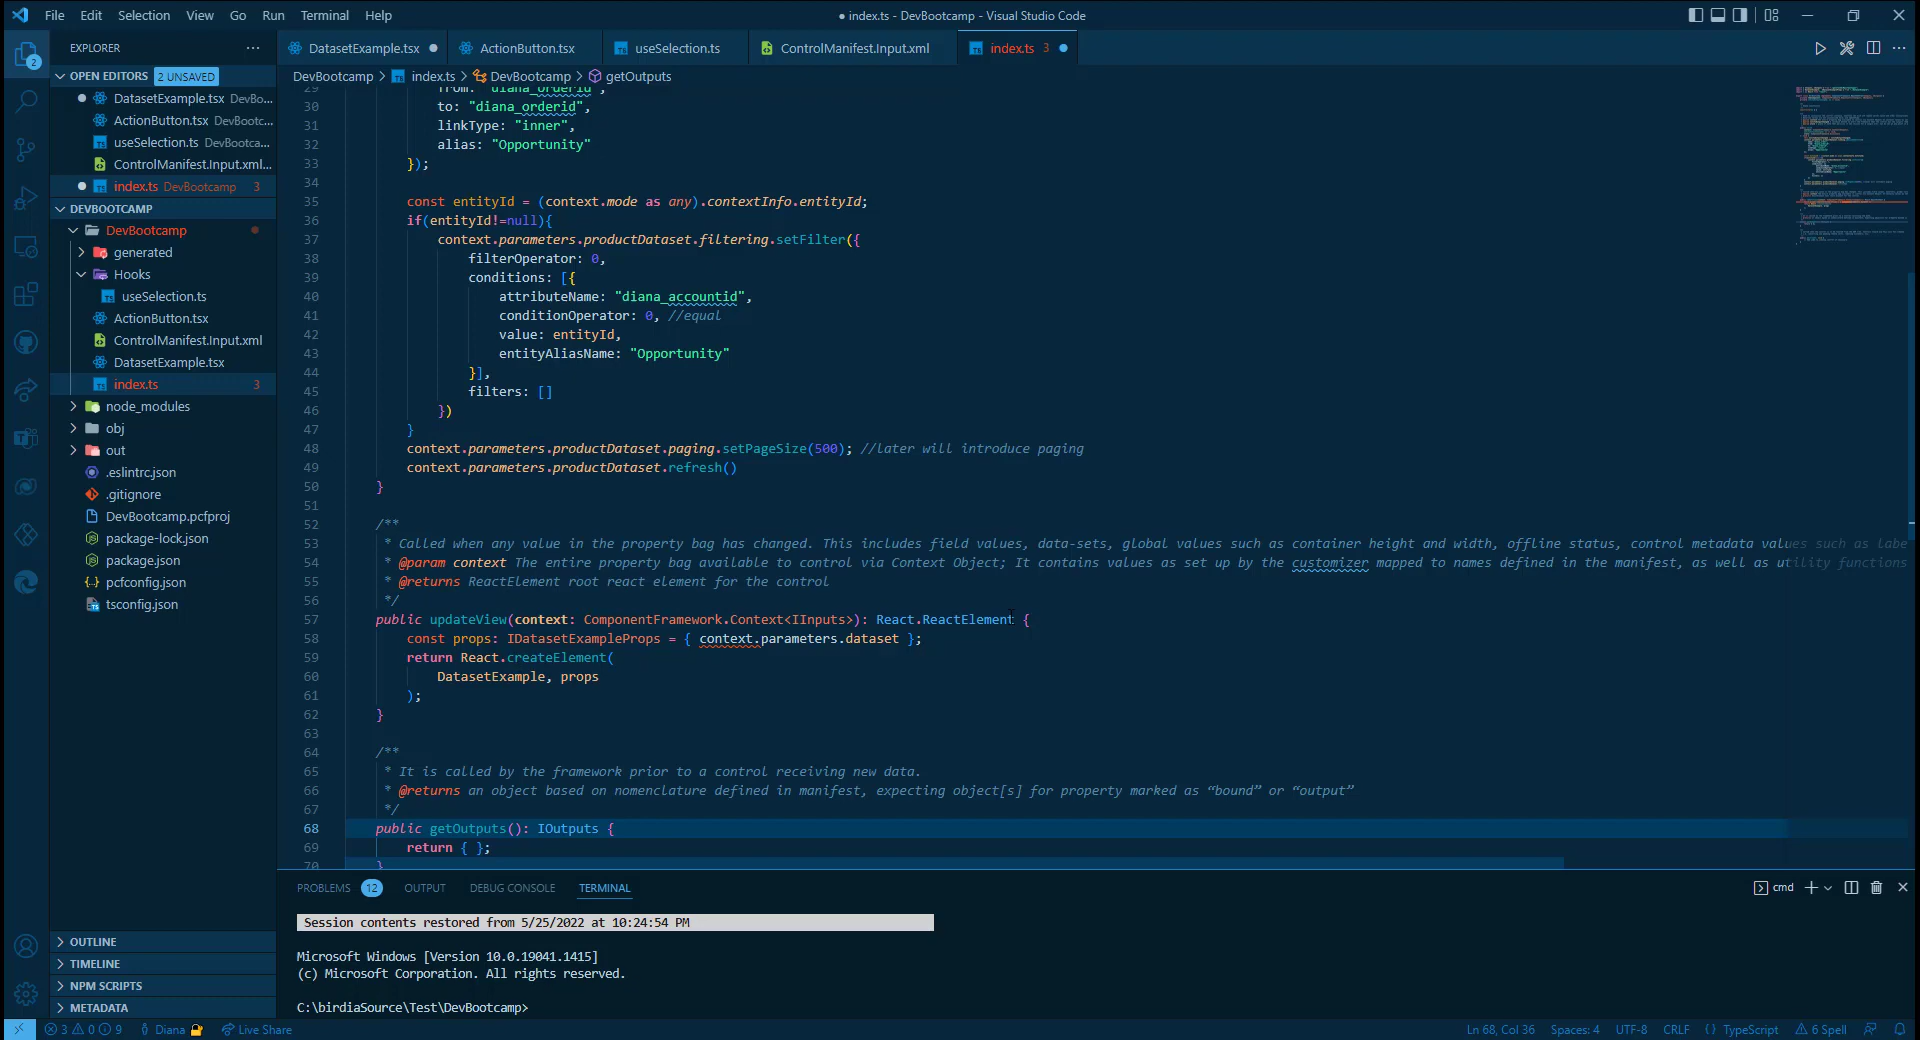 File Edit Selection View Go Run Terminal Help
● index.ts - DevBootcamp - Visual Studio Code
EXPLORER
DatasetExample.tsx
ActionButton.tsx
useSelection.ts
ControlManifest.Input.xml
index.ts 3
OPEN EDITORS 2 UNSAVED
DatasetExample.tsx DevBo...
ActionButton.tsx DevBootc...
useSelection.ts DevBootca...
ControlManifest.Input.xml...
index.ts DevBootcamp 3
DEVBOOTCAMP
DevBootcamp
generated
Hooks
useSelection.ts
ActionButton.tsx
ControlManifest.Input.xml
DatasetExample.tsx
index.ts 3
node_modules
obj
out
.eslintrc.json
.gitignore
DevBootcamp.pcfproj
package-lock.json
package.json
pcfconfig.json
tsconfig.json
OUTLINE
TIMELINE
NPM SCRIPTS
METADATA
2
DevBootcamp > index.ts > DevBootcamp > getOutputs
29 from: "diana_orderid",
30 to: "diana_orderid",
31 linkType: "inner",
32 alias: "Opportunity"
33 });
34
35 const entityId = (context.mode as any).contextInfo.entityId;
36 if(entityId!=null){
37 context.parameters.productDataset.filtering.setFilter({
38 filterOperator: 0,
39 conditions: [{
40 attributeName: "diana_accountid",
41 conditionOperator: 0, //equal
42 value: entityId,
43 entityAliasName: "Opportunity"
44 }],
45 filters: []
46 })
47 }
48 context.parameters.productDataset.paging.setPageSize(500); //later will introduce paging
49 context.parameters.productDataset.refresh()
50 }
51
52 /**
53 * Called when any value in the property bag has changed. This includes field values, data-sets, global values such as container height and width, offline status, control metadata values such as labe
54 * @param context The entire property bag available to control via Context Object; It contains values as set up by the customizer mapped to names defined in the manifest, as well as utility functions
55 * @returns ReactElement root react element for the control
56 */
57 public updateView(context: ComponentFramework.Context<IInputs>): React.ReactElement {
58 const props: IDatasetExampleProps = { context.parameters.dataset };
59 return React.createElement(
60 DatasetExample, props
61 );
62 }
63
64 /**
65 * It is called by the framework prior to a control receiving new data.
66 * @returns an object based on nomenclature defined in manifest, expecting object[s] for property marked as “bound” or “output”
67 */
68 public getOutputs(): IOutputs {
69 return { };
70 }
PROBLEMS 12 OUTPUT DEBUG CONSOLE TERMINAL
cmd
Session contents restored from 5/25/2022 at 10:24:54 PM
Microsoft Windows [Version 10.0.19041.1415]
(c) Microsoft Corporation. All rights reserved.
C:\birdiaSource\Test\DevBootcamp>
3 0 9 Diana Live Share
Ln 68, Col 36 Spaces: 4 UTF-8 CRLF {} TypeScript 6 Spell